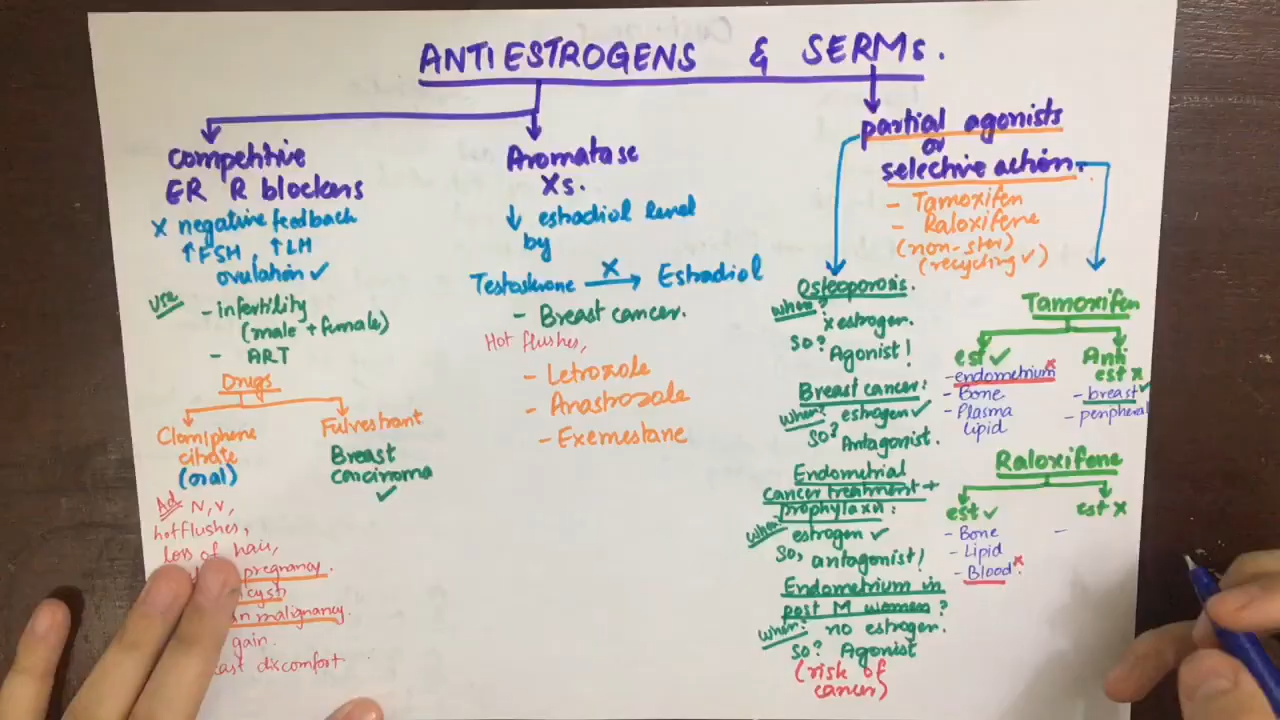 ANTIESTROGENS & SERMs.
Competitive
ER R blockers
X negative feedback
↑FSH ↑LH
ovulation ✓
use
- infertility
(male + female)
- ART
Drugs
Clomiphene
citrate
(oral)
Fulvestrant
Breast
carcinoma
✓
Ad N, V,
hot flushes,
loss of hair,
pregnancy.
cyst
malignancy.
gain.
discomfort
Aromatase
Xs.
↓ estradiol level
by
Testosterone X → Estradiol
- Breast cancer.
Hot flushes,
- Letrozole
- Anastrozole
- Exemestane
partial agonists
or
selective action.
- Tamoxifen
- Raloxifene
(non-ster)
(recycling ✓)
Osteoporosis.
when?
x estrogen.
so?
Agonist!
Breast cancer:
when? estrogen ✓
so? Antagonist.
Endometrial
cancer treatment +
prophylaxis:
when? estrogen ✓
so, antagonist!
Endometrium in
post M women?
when? no estrogen.
so? Agonist
(risk of
cancer)
Tamoxifen
est ✓
- endometrium x
- Bone
- Plasma
lipid
Anti
est x
- breast ✓
- peripheral
Raloxifene
est ✓
- Bone
- Lipid
- Blood x
est x
-